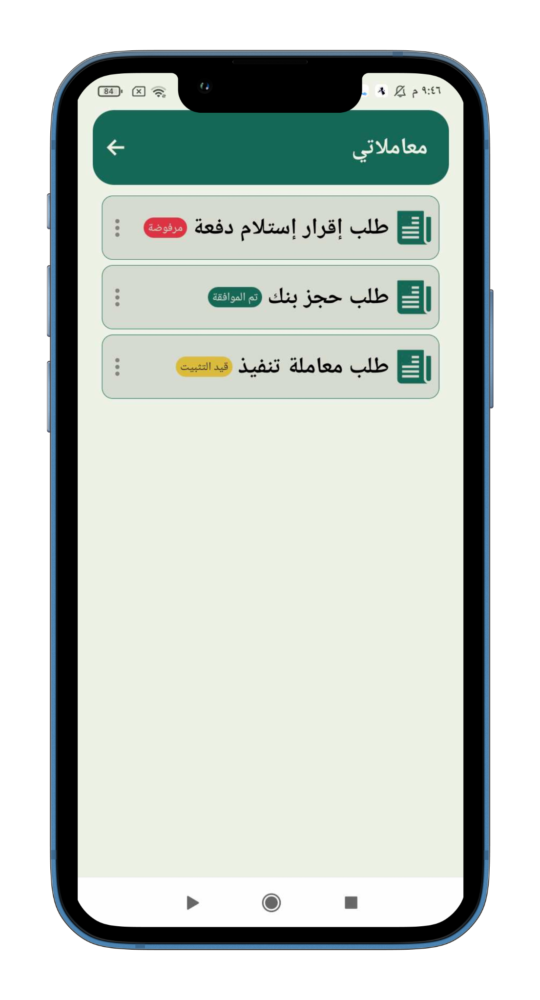 ٩:٤٦ م 84
معاملاتي
طلب إقرار إستلام دفعة مرفوضة
طلب حجز بنك تم الموافقة
طلب معاملة تنفيذ قيد التثبيت